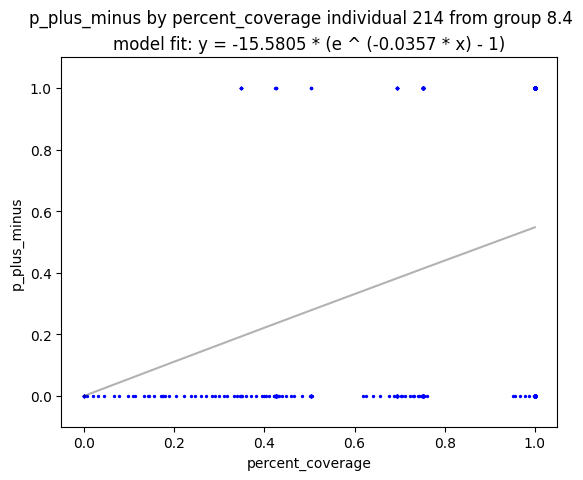 p_plus_minus by percent_coverage individual 214 from group 8.4
model fit: y = -15.5805 * (e ^ (-0.0357 * x) - 1)
1.0
0.8
0.6
0.4
0.2
0.0
p_plus_minus
0.0 0.2 0.4 0.6 0.8 1.0
percent_coverage